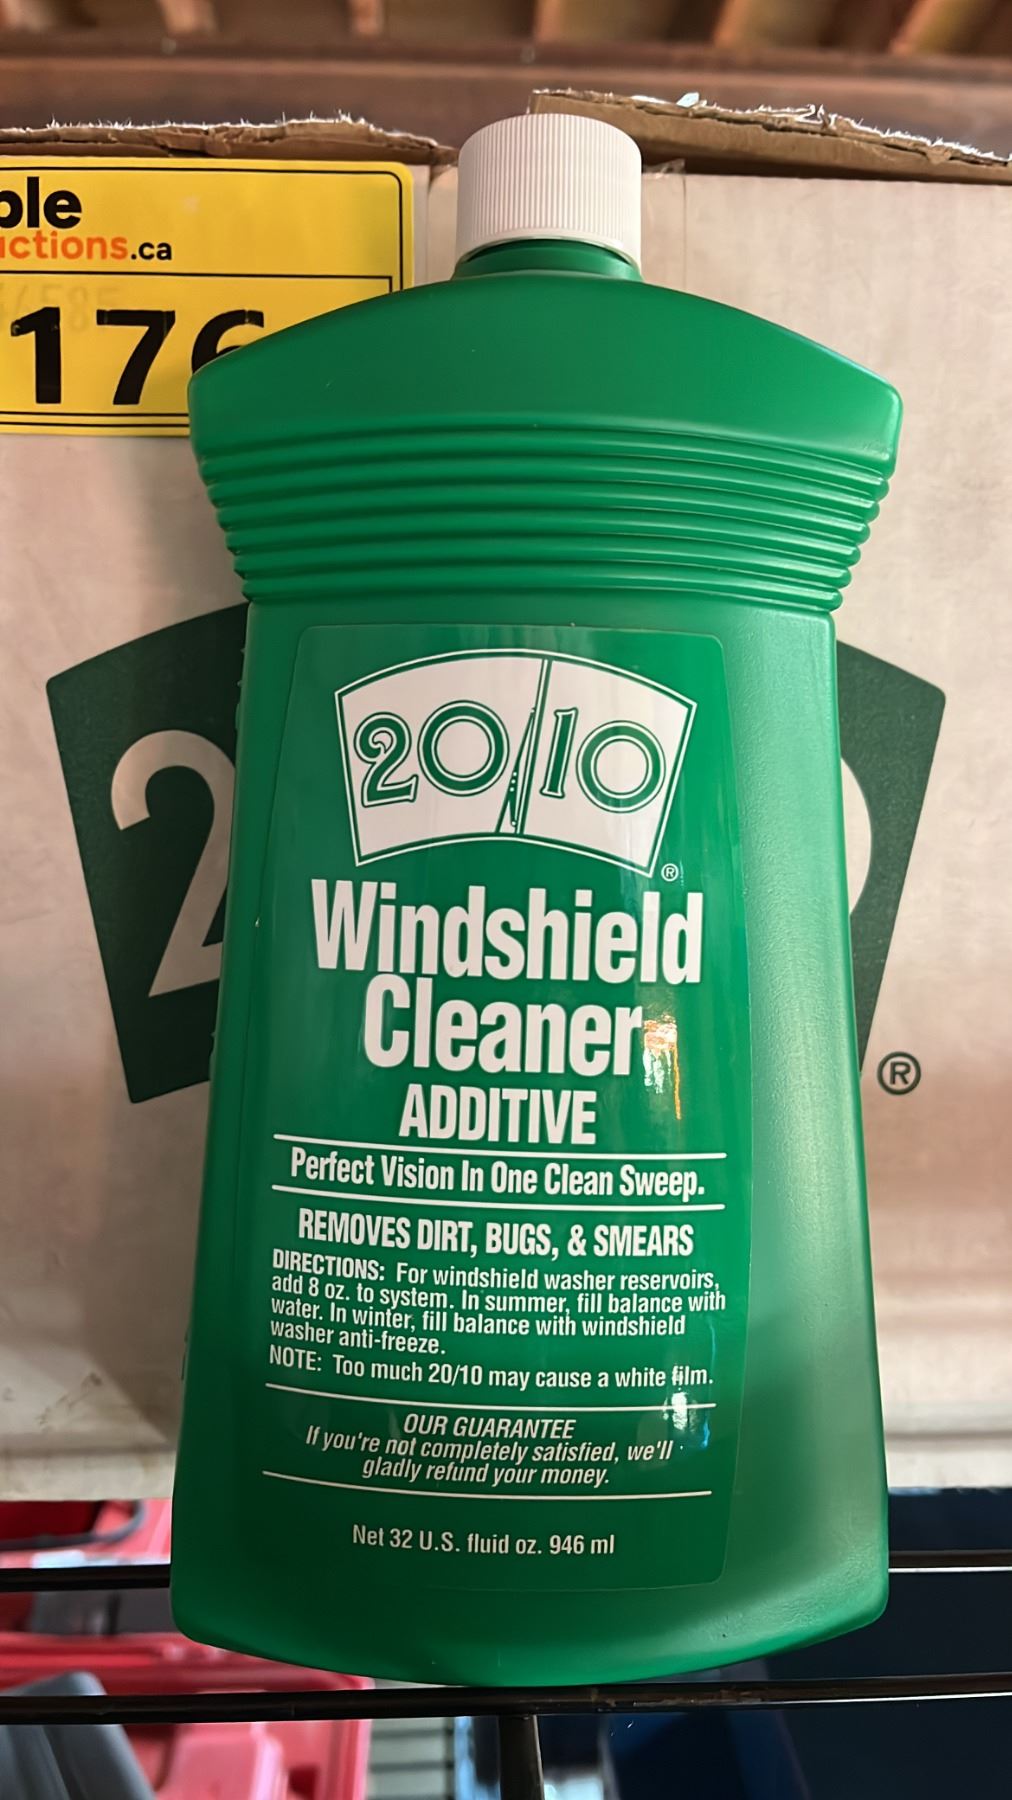 ble
ctions.ca
176
20/10
®
Windshield
Cleaner
ADDITIVE
Perfect Vision In One Clean Sweep.
REMOVES DIRT, BUGS, & SMEARS
DIRECTIONS: For windshield washer reservoirs,
add 8 oz. to system. In summer, fill balance with
water. In winter, fill balance with windshield
washer anti-freeze.
NOTE: Too much 20/10 may cause a white film.
OUR GUARANTEE
If you're not completely satisfied, we'll
gladly refund your money.
Net 32 U.S. fluid oz. 946 ml
2
®